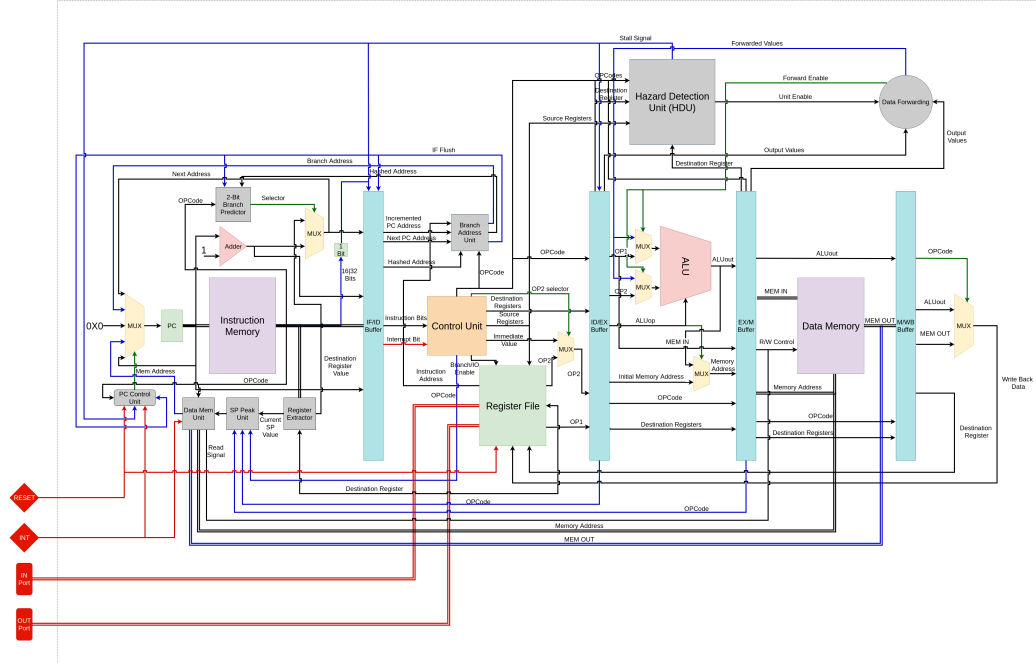 Stall Signal
Forwarded Values
OPCodes
Destination
Register
Hazard Detection
Unit (HDU)
Forward Enable
Unit Enable
Data Forwarding
Source Registers
Output
Values
IF Flush
Output Values
Branch Address
Hashed Address
Destination Register
Next Address
OPCode
2-Bit
Branch
Predictor
Selector
MUX
Adder
1
1
Bit
16|32
Bits
Incremented
PC Address
Next PC Address
Hashed Address
Branch
Address
Unit
OPCode
OPCode
OP1
MUX
MUX
OP2
ALU
ALUout
ALUout
OPCode
0X0
MUX
PC
Instruction
Memory
IF/ID
Buffer
Instruction Bits
Interrupt Bit
Control Unit
Destination
Registers
Source
Registers
Immediate
Value
OP2 selector
MUX
OP2
OP2
ID/EX
Buffer
ALUop
MEM IN
MUX
Memory
Address
EX/M
Buffer
MEM IN
R/W Control
Data Memory
MEM OUT
M/WB
Buffer
ALUout
MEM OUT
MUX
Write Back
Data
Mem Address
OPCode
Destination
Register
Value
Instruction
Address
Branch/IO
Enable
OPCode
Initial Memory Address
Memory Address
PC Control
Unit
Data Mem
Unit
SP Peak
Unit
Current
SP
Value
Register
Extractor
Register File
OP1
OPCode
Destination Registers
OPCode
Destination Registers
Destination
Register
Read
Signal
Destination Register
RESET
OPCode
OPCode
INT
Memory Address
MEM OUT
IN
Port
OUT
Port